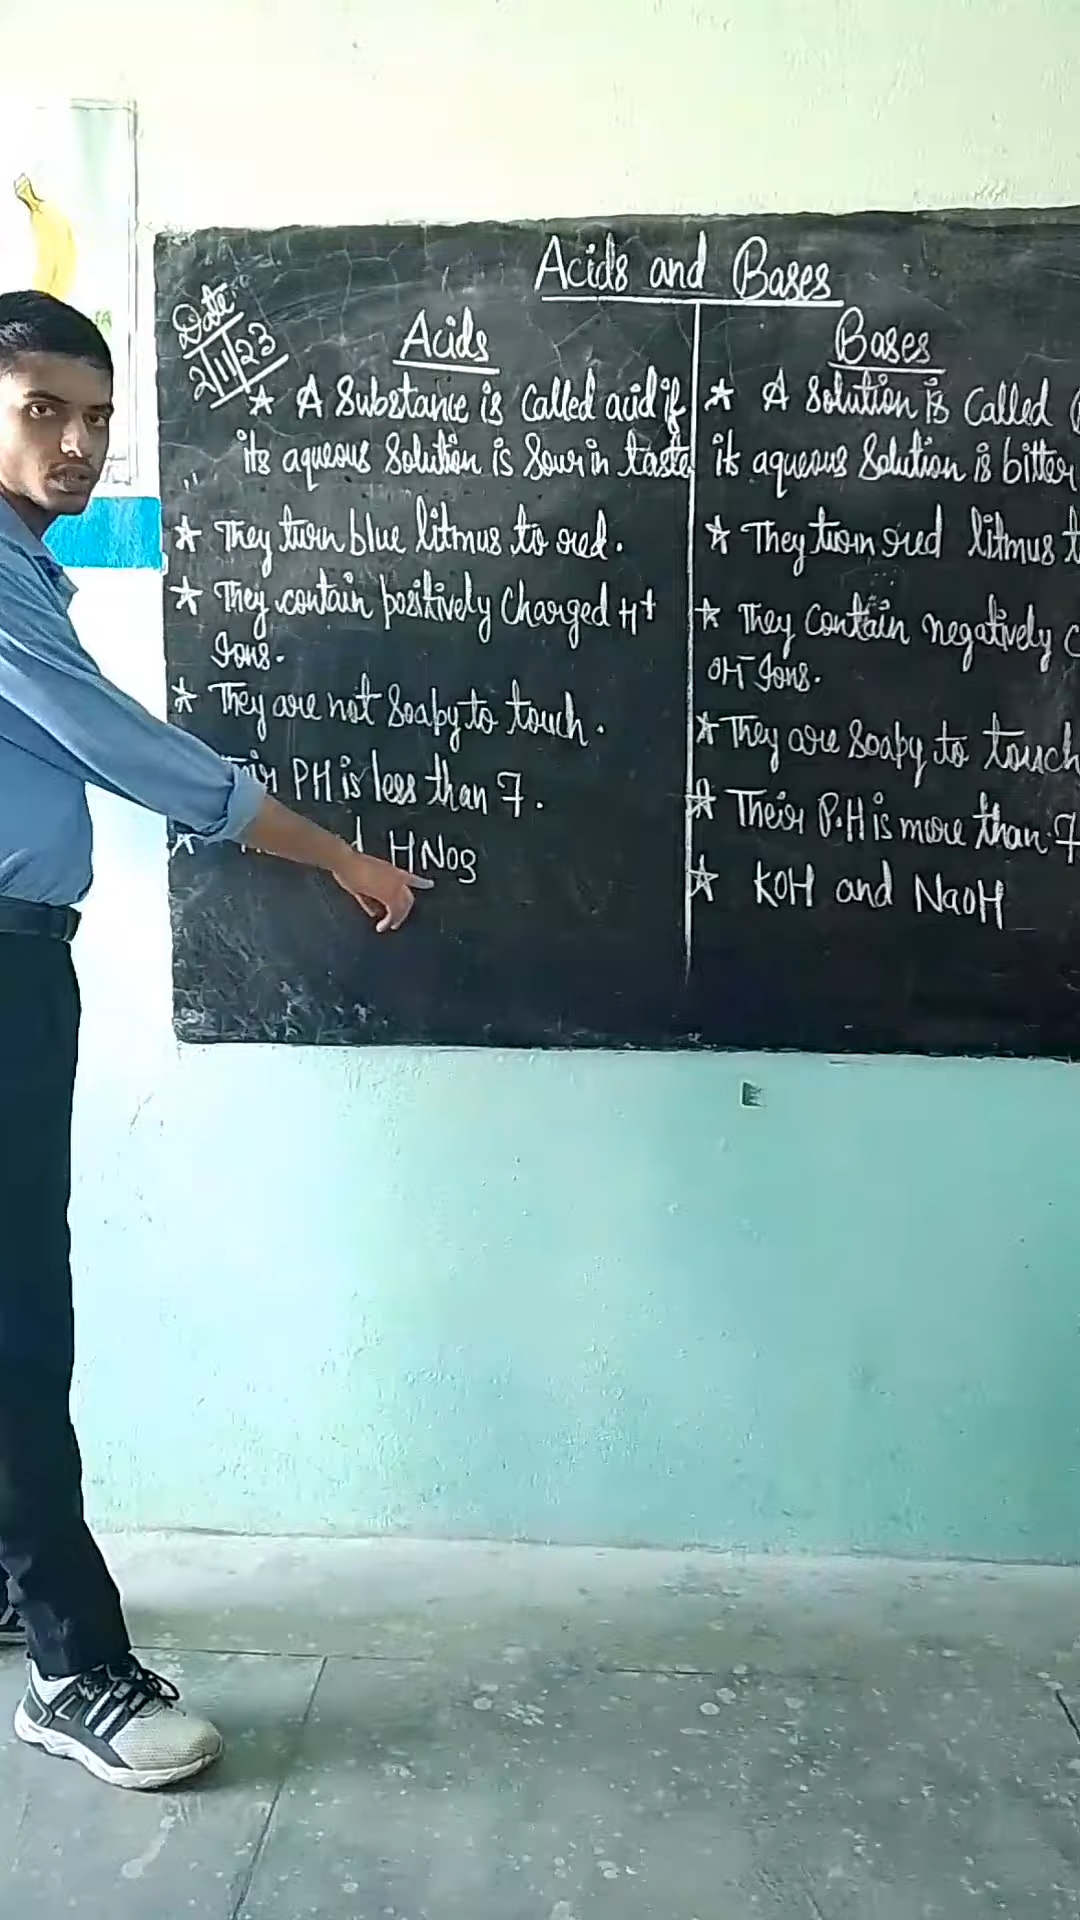 Acids and Bases
Date
2/11/23
Acids
★ A Substance is Called acid if
its aqueous Solution is Sour in taste
★ They turn blue litmus to red.
★ They contain positively Charged H+
Ions.
★ They are not Soapy to touch.
PH is less than 7.
★ HNO3
Bases
★ A Solution is Called
its aqueous Solution is bitter
★ They turn red litmus
★ They Contain negatively
OH- Ions.
★ They are Soapy to touch
★ Their P.H is more than 7
★ KOH and NaOH